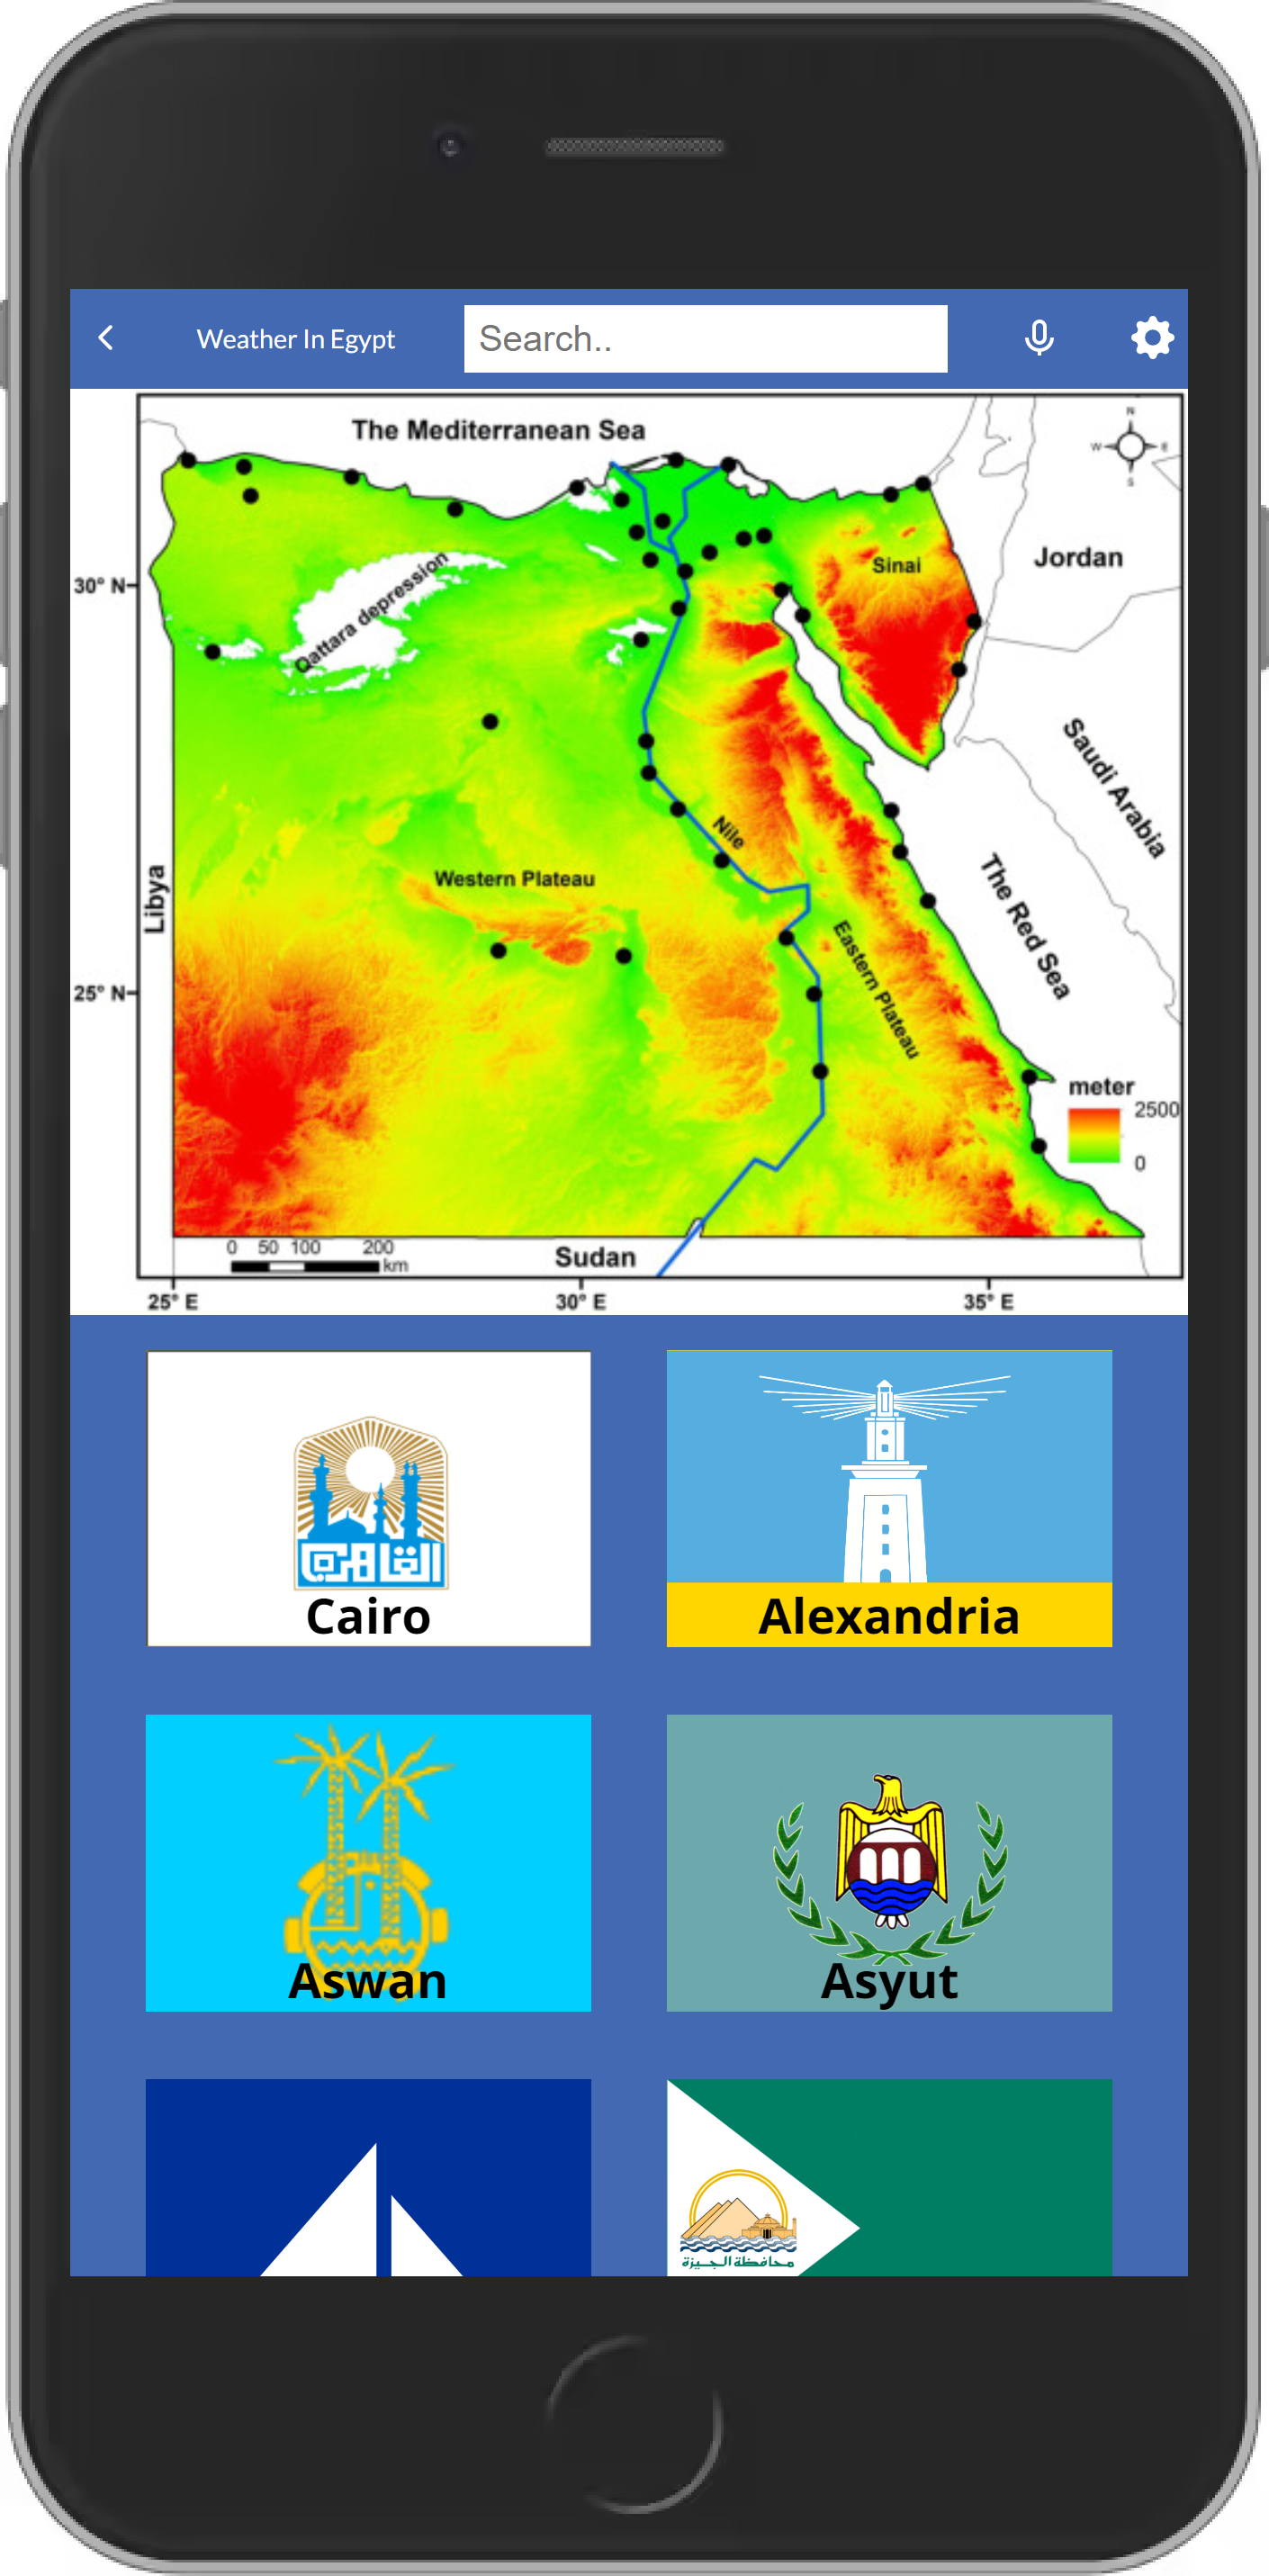 Weather In Egypt
Search..
The Mediterranean Sea
N
W
E
S
Jordan
Sinai
30° N
Qattara depression
Saudi Arabia
Nile
Western Plateau
Libya
The Red Sea
Eastern Plateau
25° N
meter
2500
0
0 50 100 200
km
Sudan
25° E
30° E
35° E
القاهرة
Cairo
Alexandria
Aswan
Asyut
محافظة الجيزة